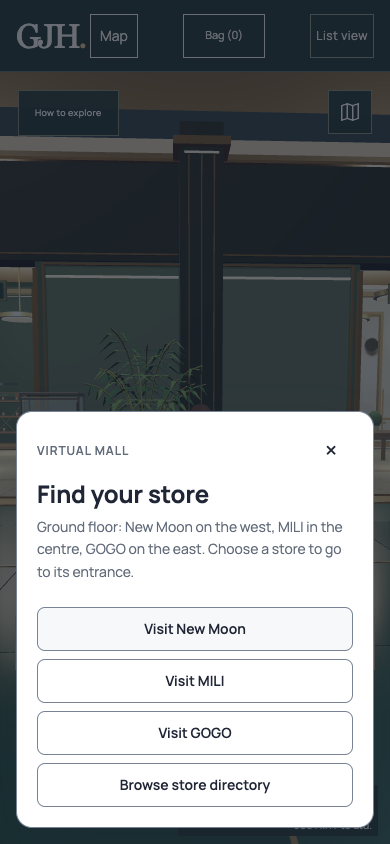 GJH.
Map
Bag (0)
List view
How to explore
VIRTUAL MALL
Find your store
Ground floor: New Moon on the west, MILI in the
centre, GOGO on the east. Choose a store to go
to its entrance.
Visit New Moon
Visit MILI
Visit GOGO
Browse store directory